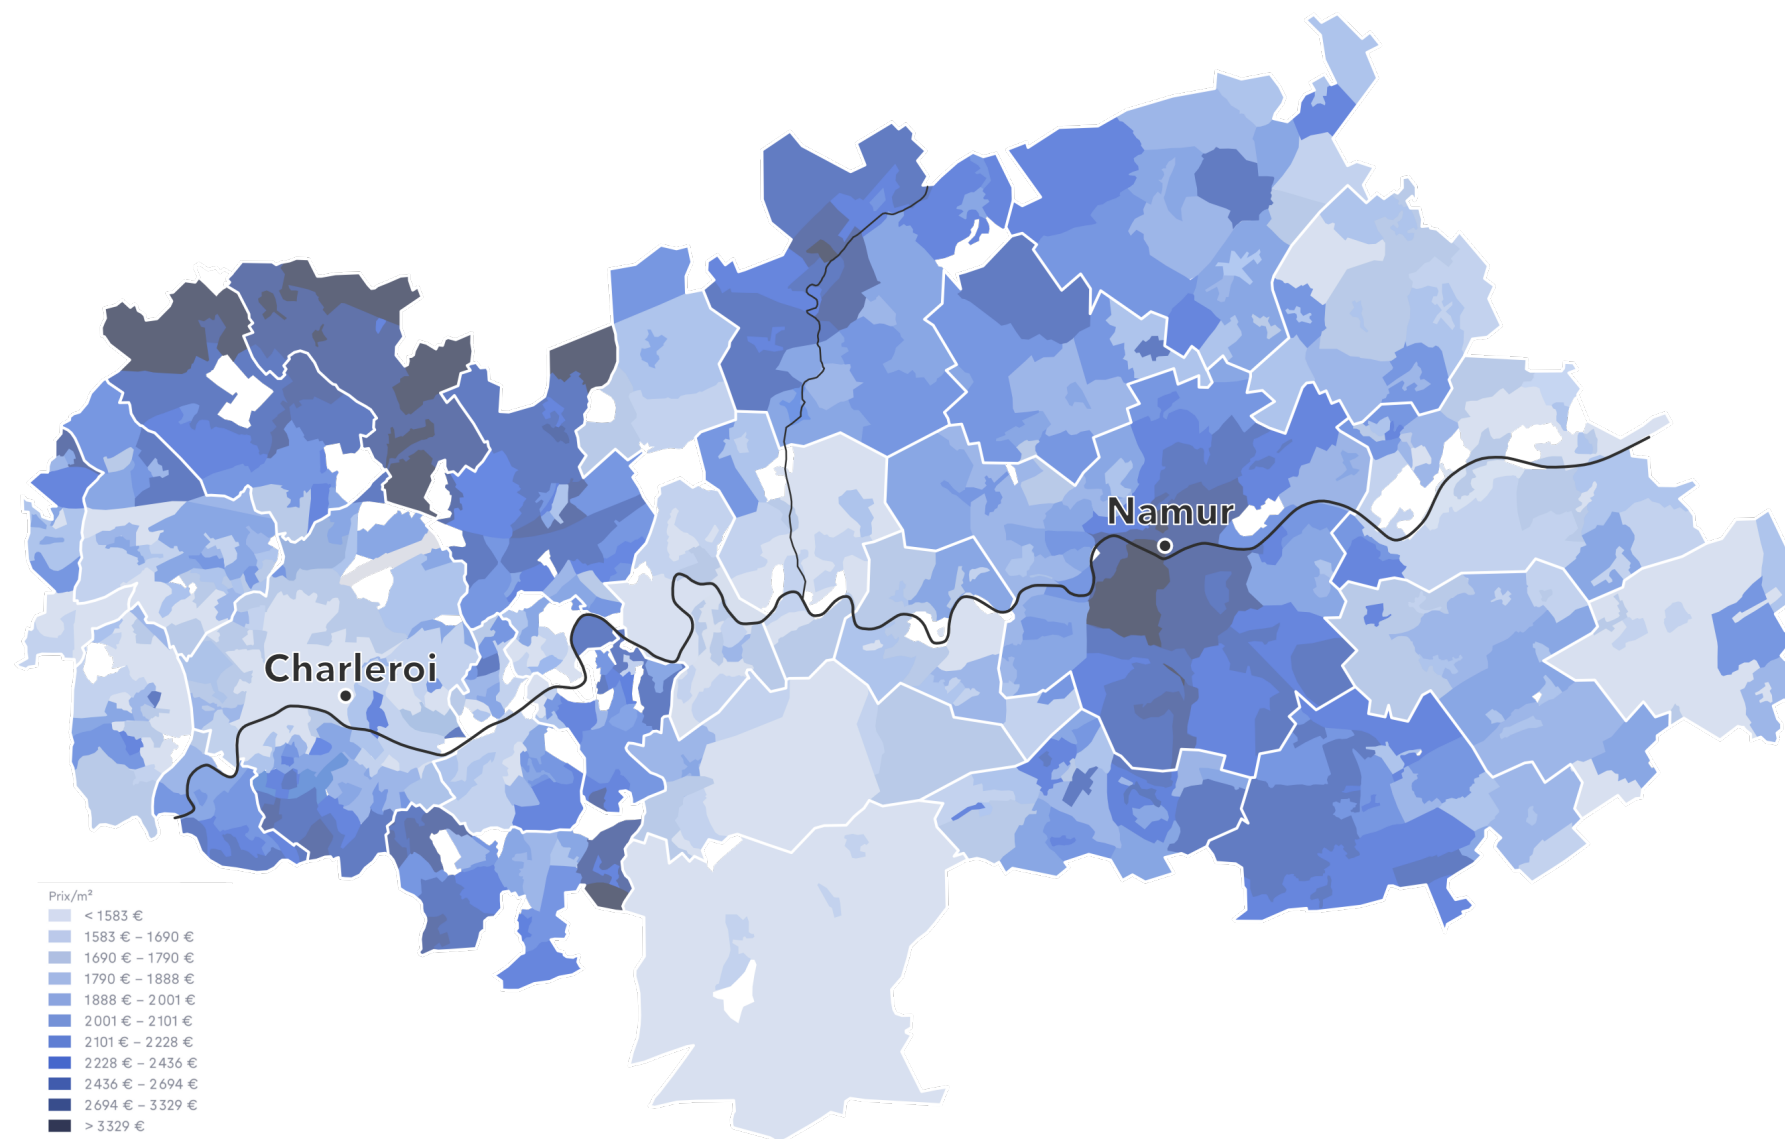 Namur
Charleroi
Prix/m²
< 1583 €
1583 € – 1690 €
1690 € – 1790 €
1790 € – 1888 €
1888 € – 2001 €
2001 € – 2101 €
2101 € – 2228 €
2228 € – 2436 €
2436 € – 2694 €
2694 € – 3329 €
> 3329 €